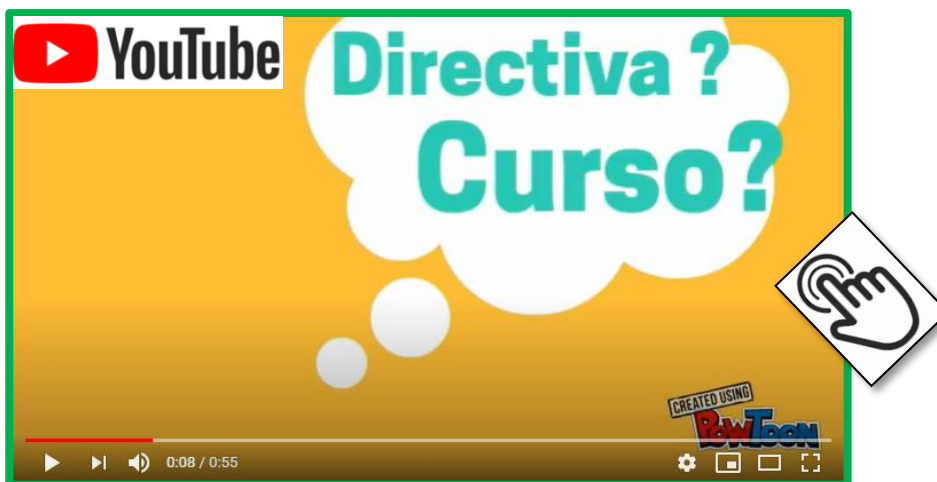 YouTube
Directiva ?
Curso?
CREATED USING
PowToon
0:08 / 0:55